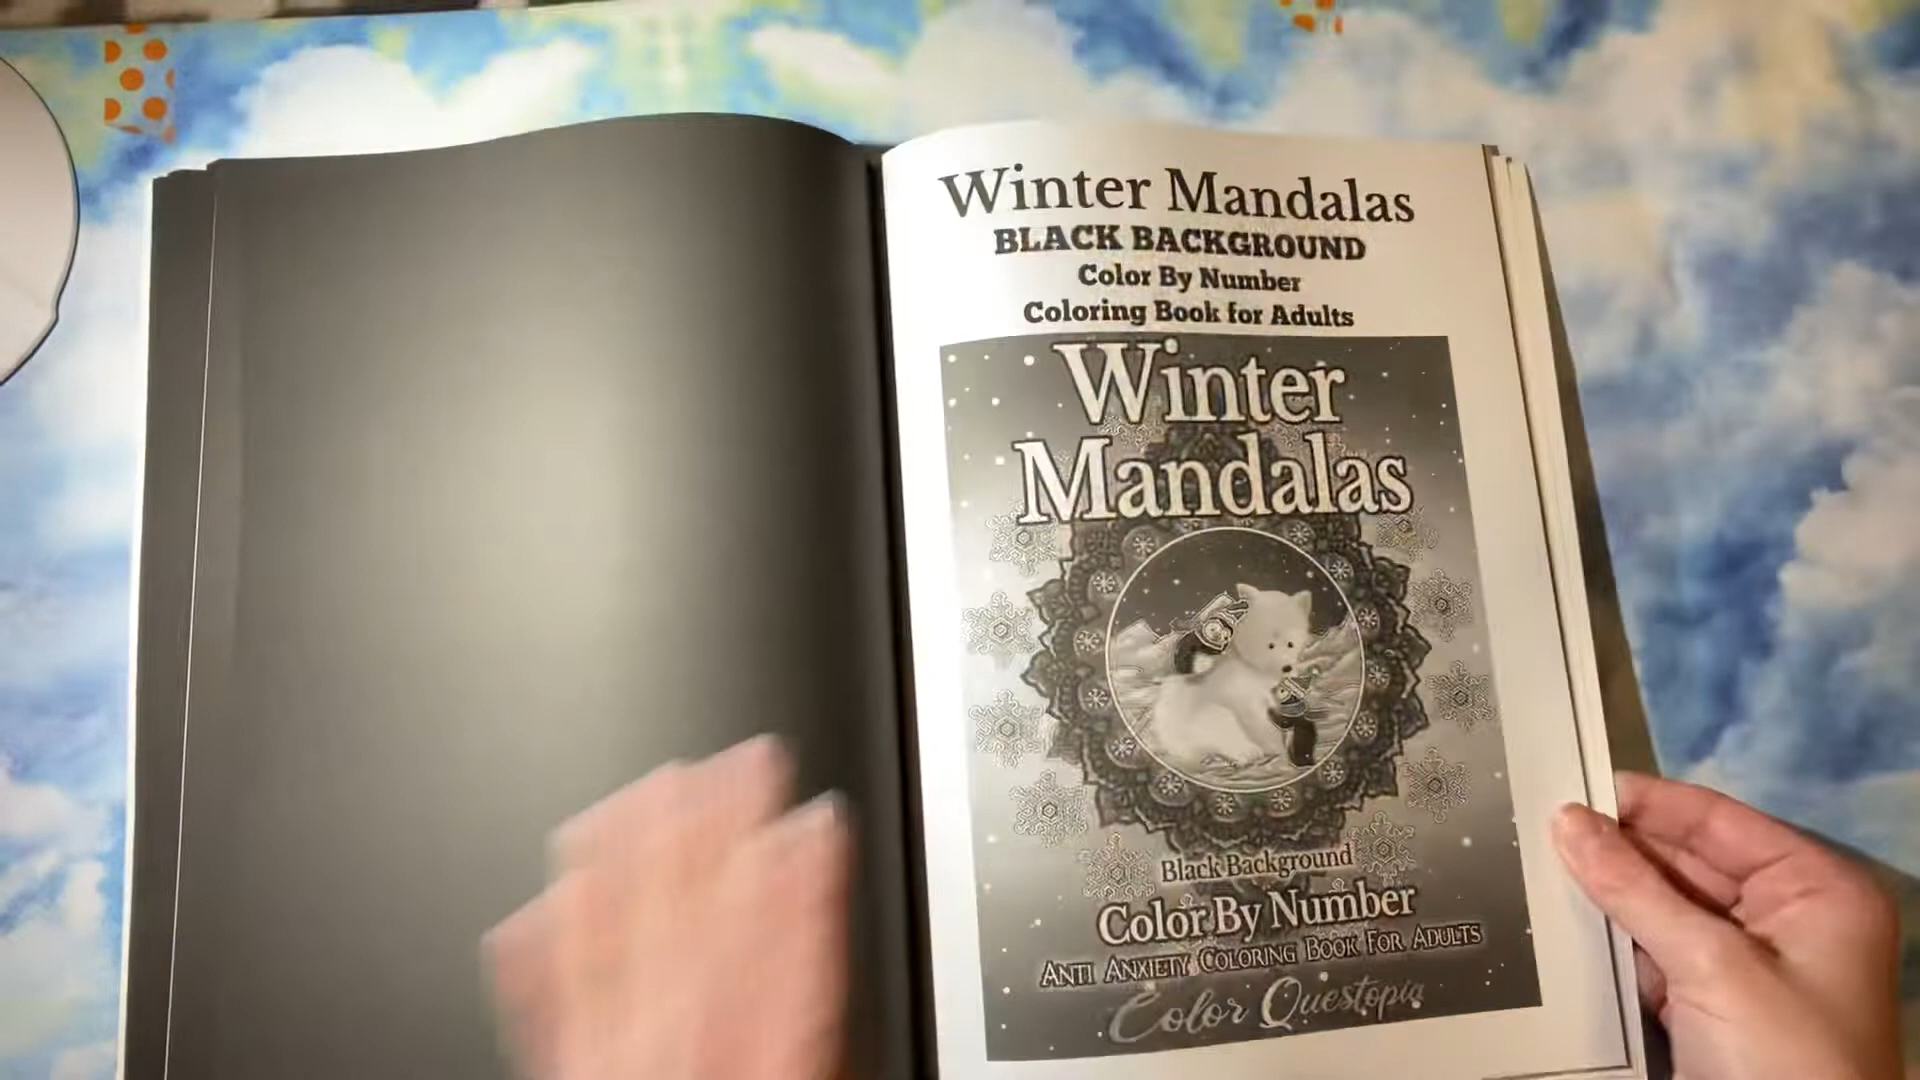 Winter Mandalas
BLACK BACKGROUND
Color By Number
Coloring Book for Adults
Winter
Mandalas
Black Background
Color By Number
ANTI ANXIETY COLORING BOOK FOR ADULTS
Color Questopia